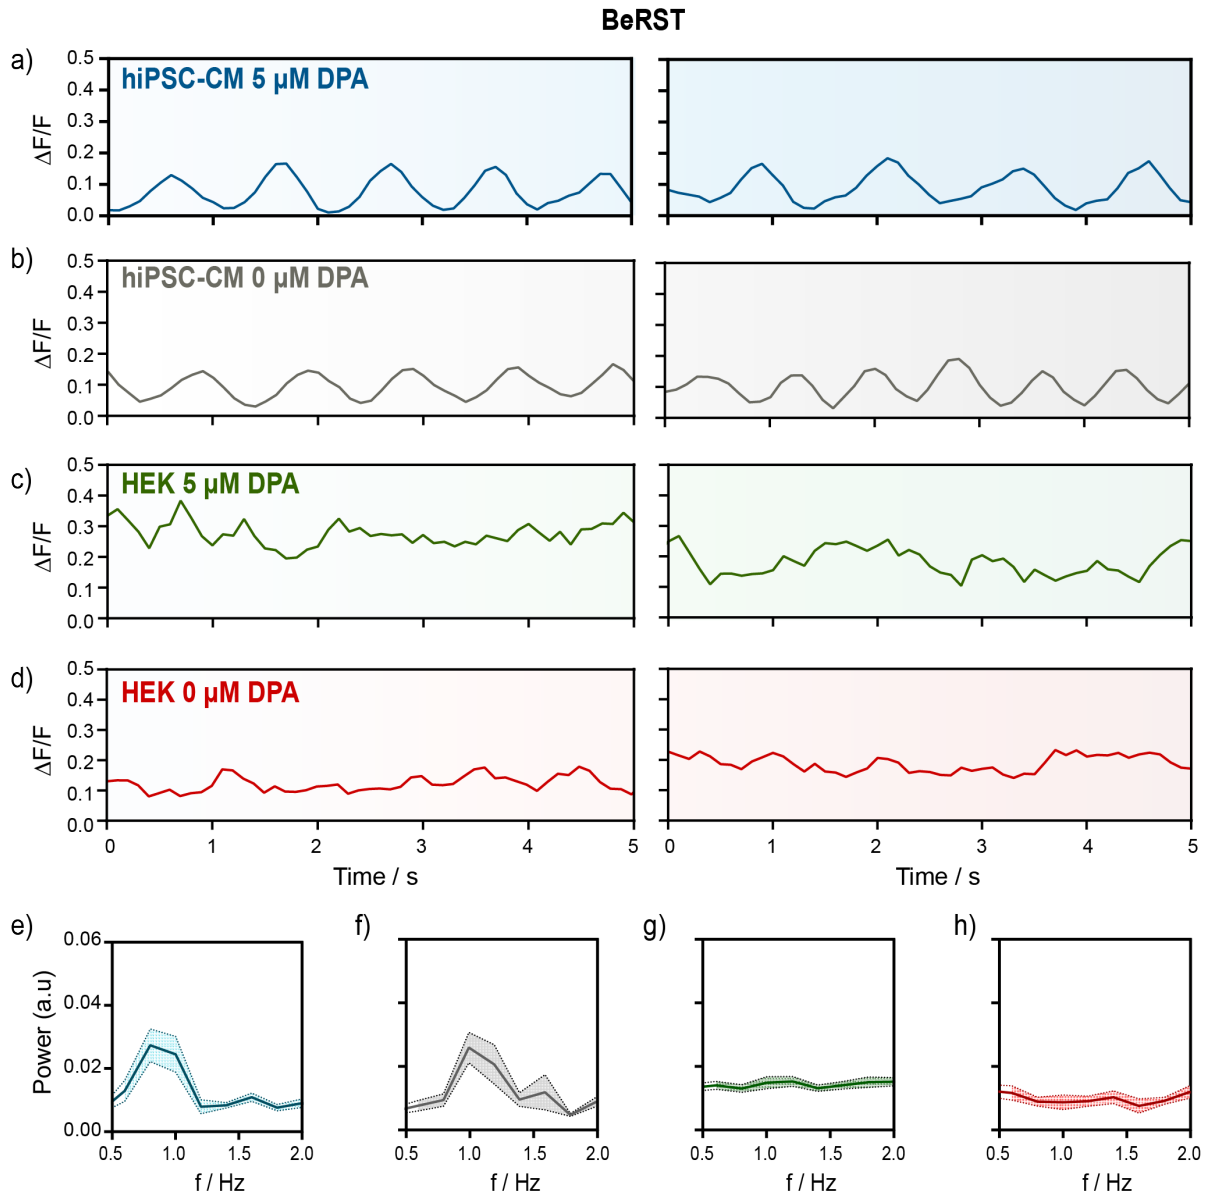 BeRST
a)
hiPSC-CM 5 µM DPA
ΔF/F
0.5
0.4
0.3
0.2
0.1
0.0
b)
hiPSC-CM 0 µM DPA
ΔF/F
0.5
0.4
0.3
0.2
0.1
0.0
c)
HEK 5 µM DPA
ΔF/F
0.5
0.4
0.3
0.2
0.1
0.0
d)
HEK 0 µM DPA
ΔF/F
0.5
0.4
0.3
0.2
0.1
0.0
0 1 2 3 4 5
Time / s
0 1 2 3 4 5
Time / s
e)
Power (a.u)
0.06
0.04
0.02
0.00
0.5 1.0 1.5 2.0
f / Hz
f)
0.5 1.0 1.5 2.0
f / Hz
g)
0.5 1.0 1.5 2.0
f / Hz
h)
0.5 1.0 1.5 2.0
f / Hz